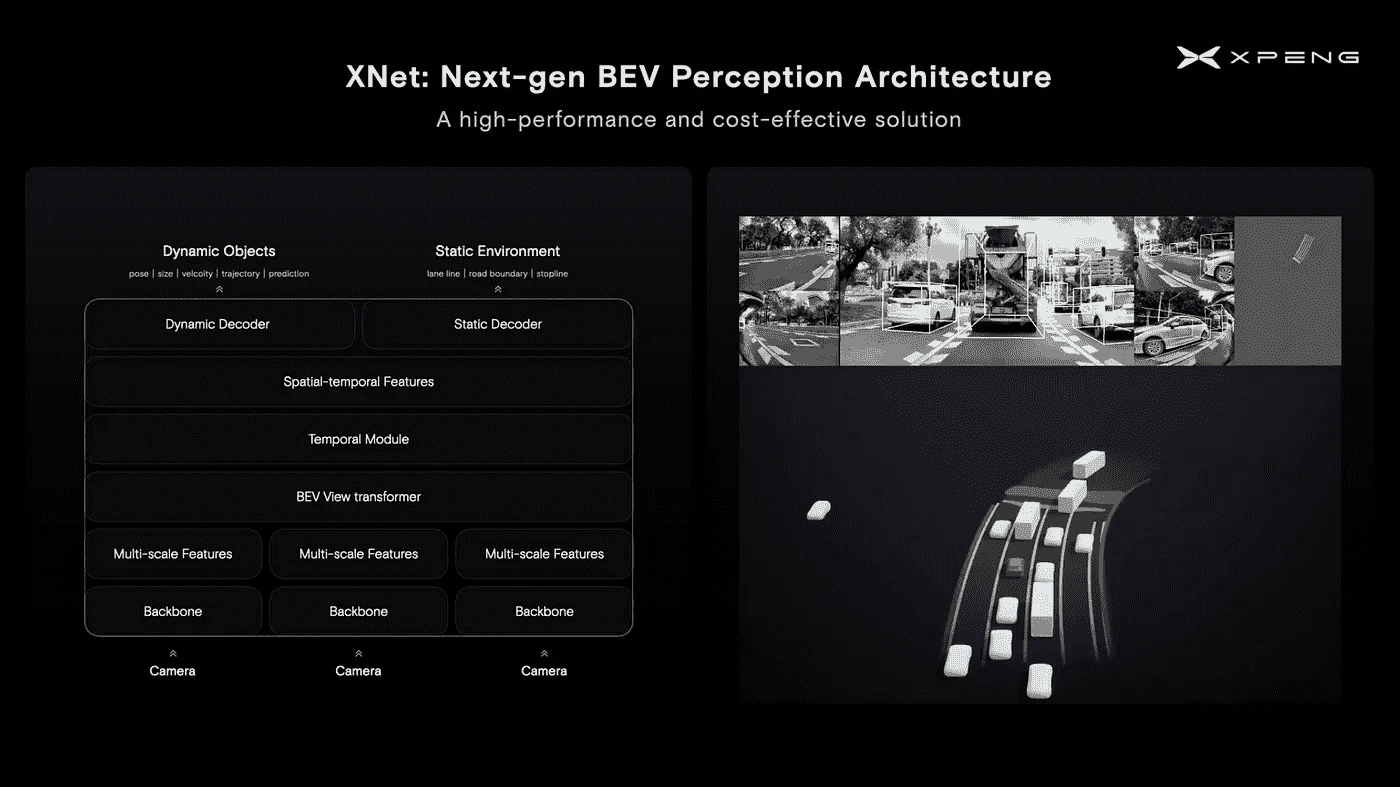 XPENG
XNet: Next-gen BEV Perception Architecture
A high-performance and cost-effective solution
Dynamic Objects
pose | size | velcoity | trajectory | prediction
Static Environment
lane line | road boundary | stopline
Dynamic Decoder
Static Decoder
Spatial-temporal Features
Temporal Module
BEV View transformer
Multi-scale Features
Multi-scale Features
Multi-scale Features
Backbone
Backbone
Backbone
Camera
Camera
Camera